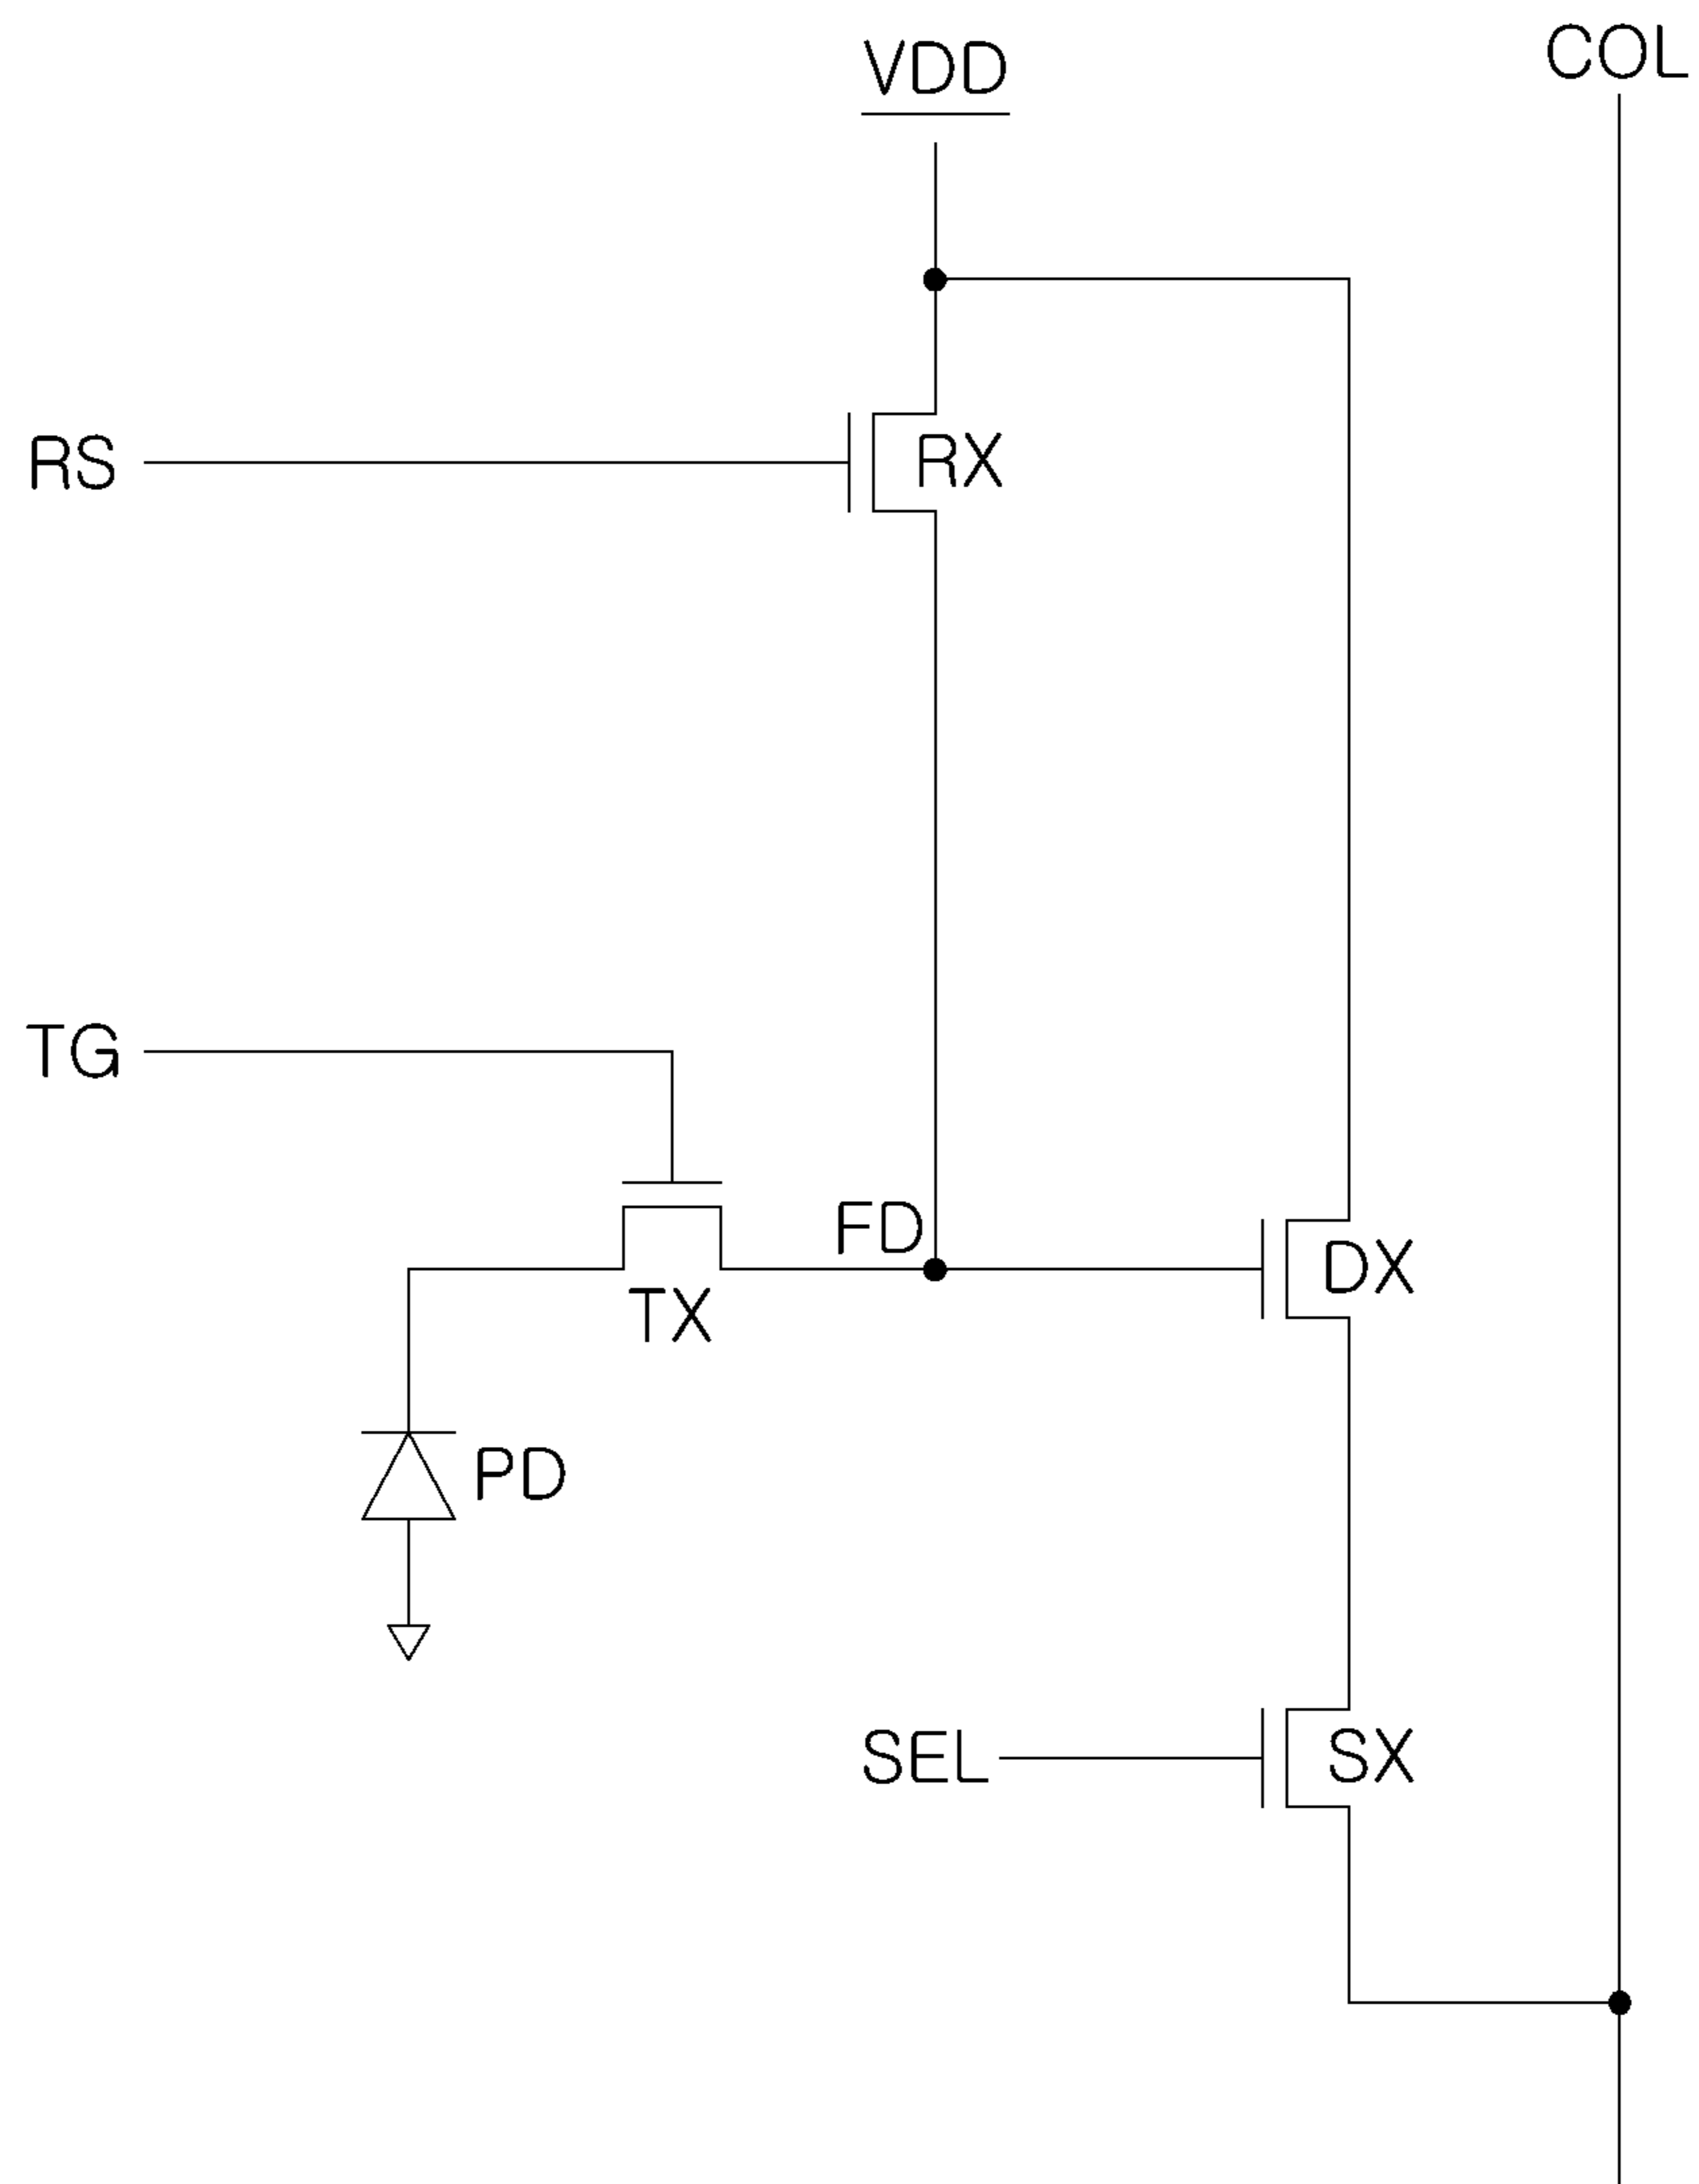 COL
VDD
RS
RX
TG
FD
DX
TX
PD
SEL
SX